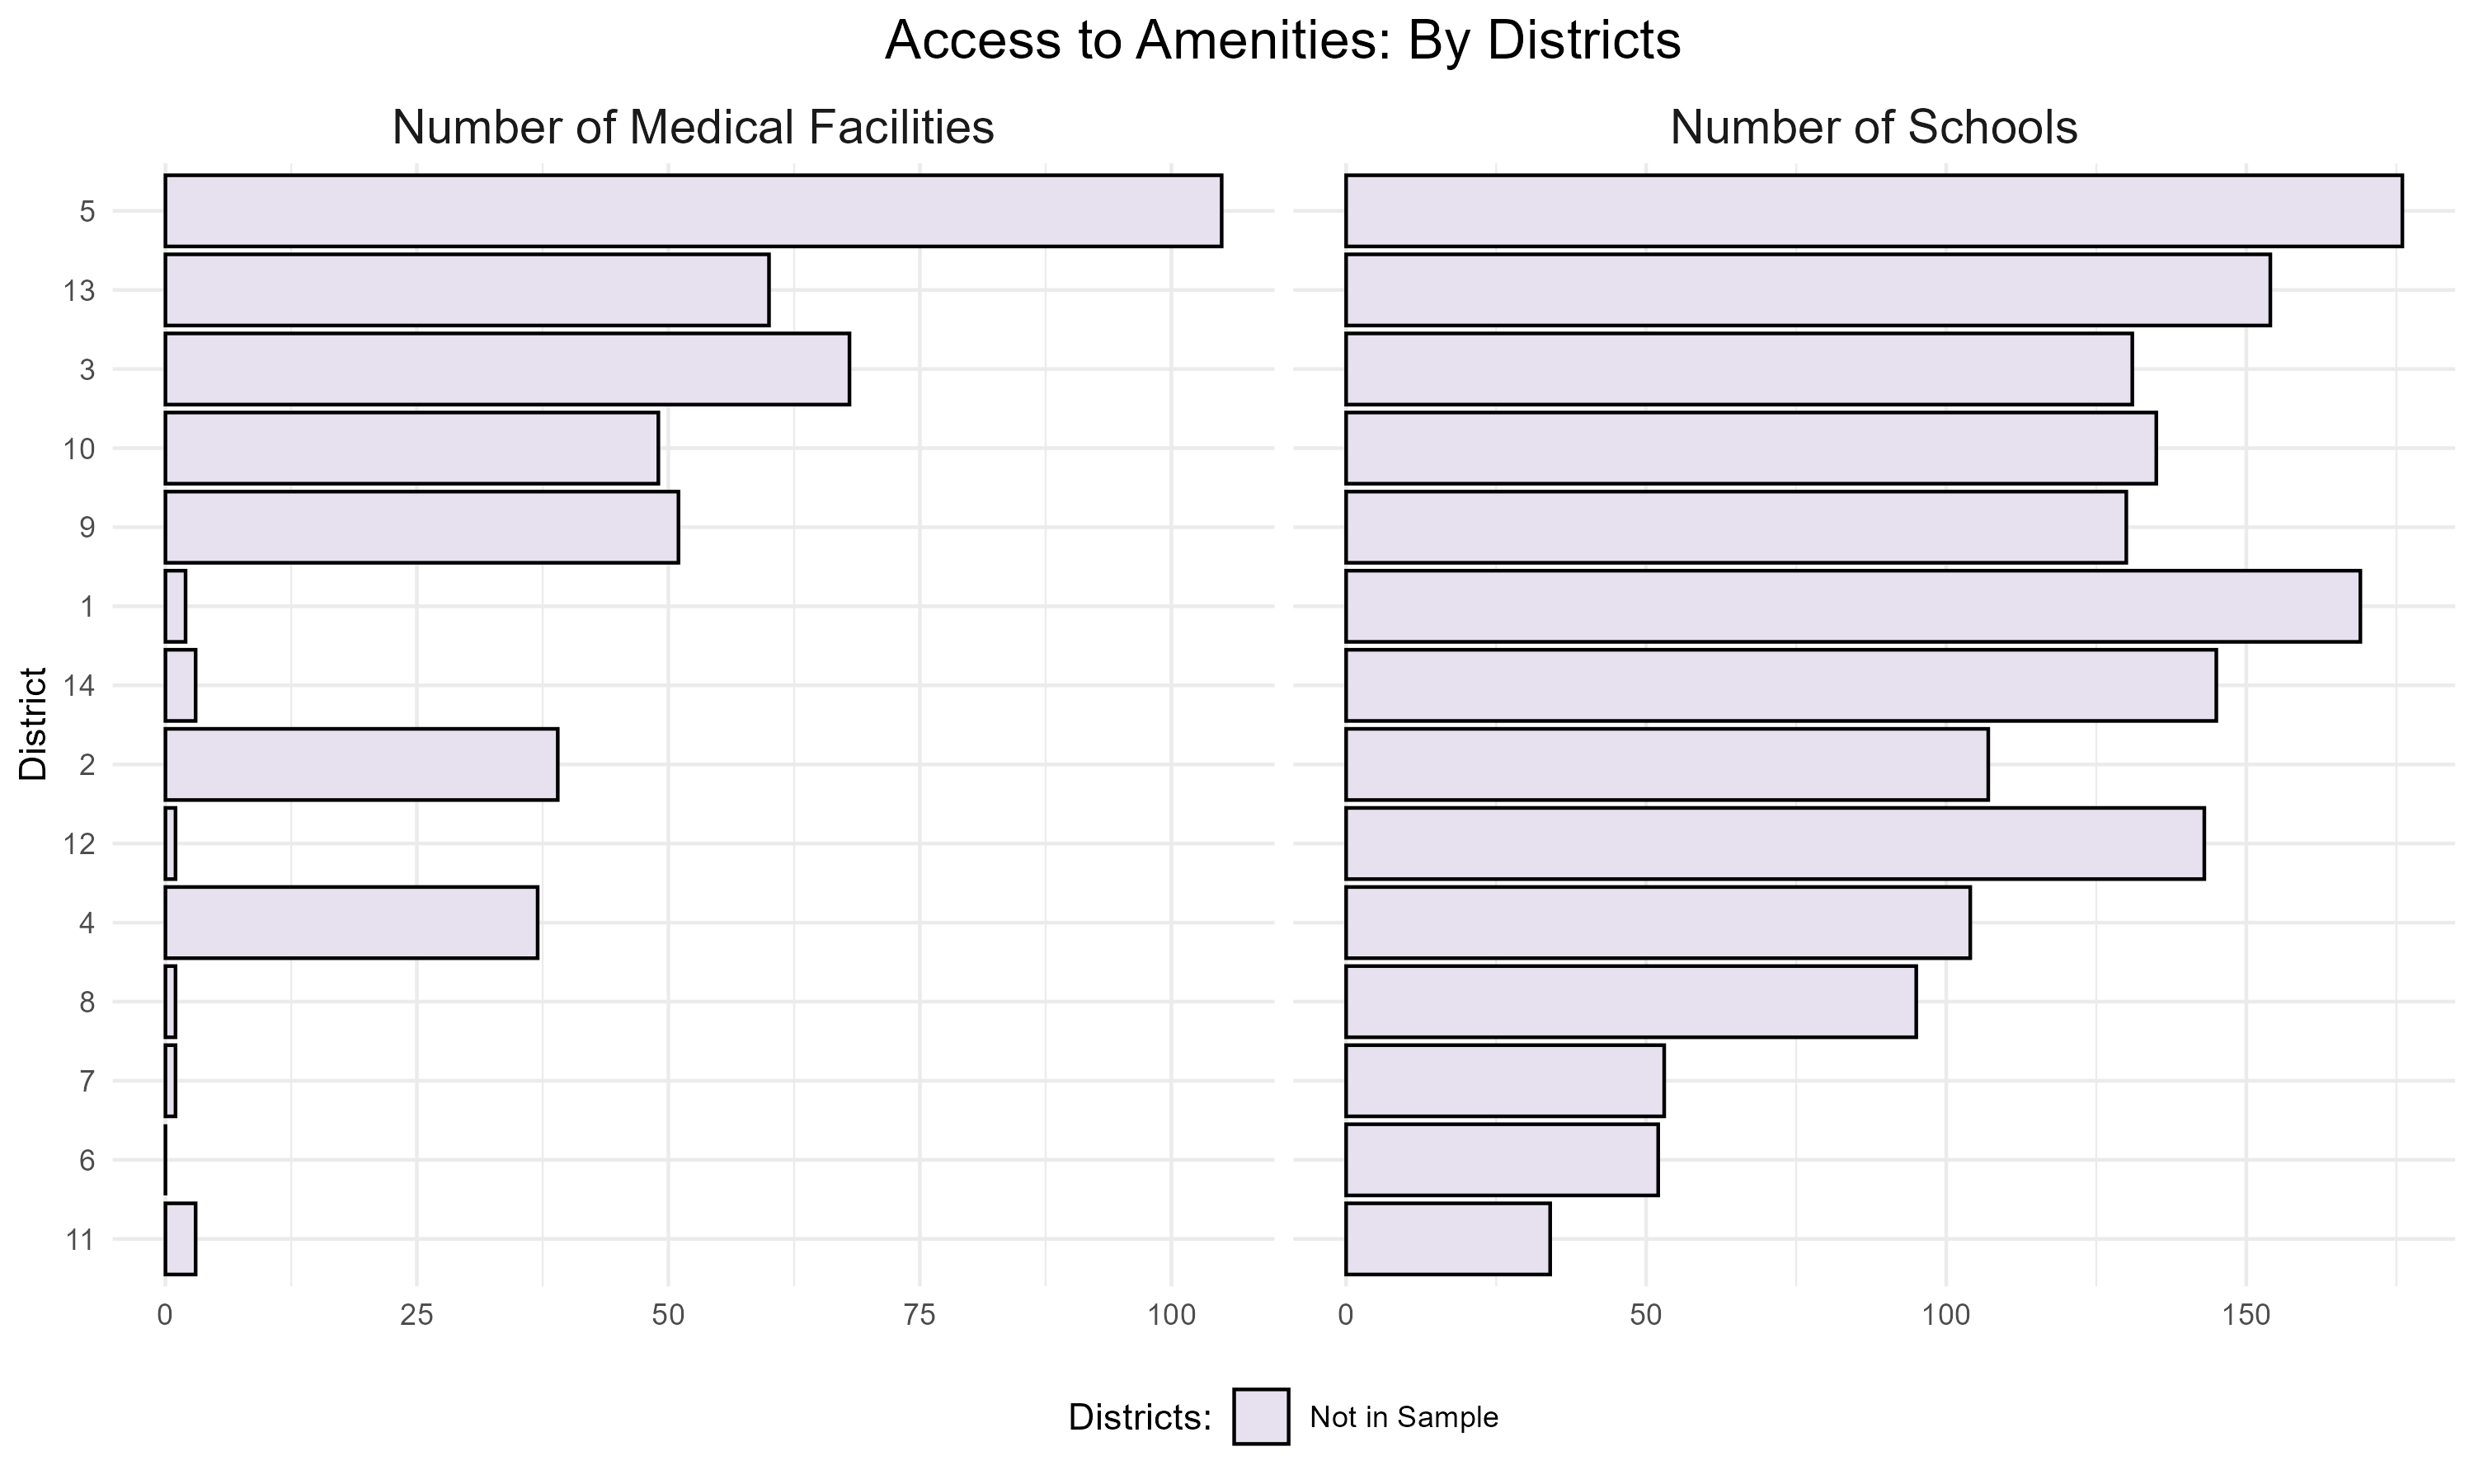 Access to Amenities: By Districts
Number of Medical Facilities
Number of Schools
District
5
13
3
10
9
1
14
2
12
4
8
7
6
11
0 25 50 75 100
0 50 100 150
Districts: Not in Sample